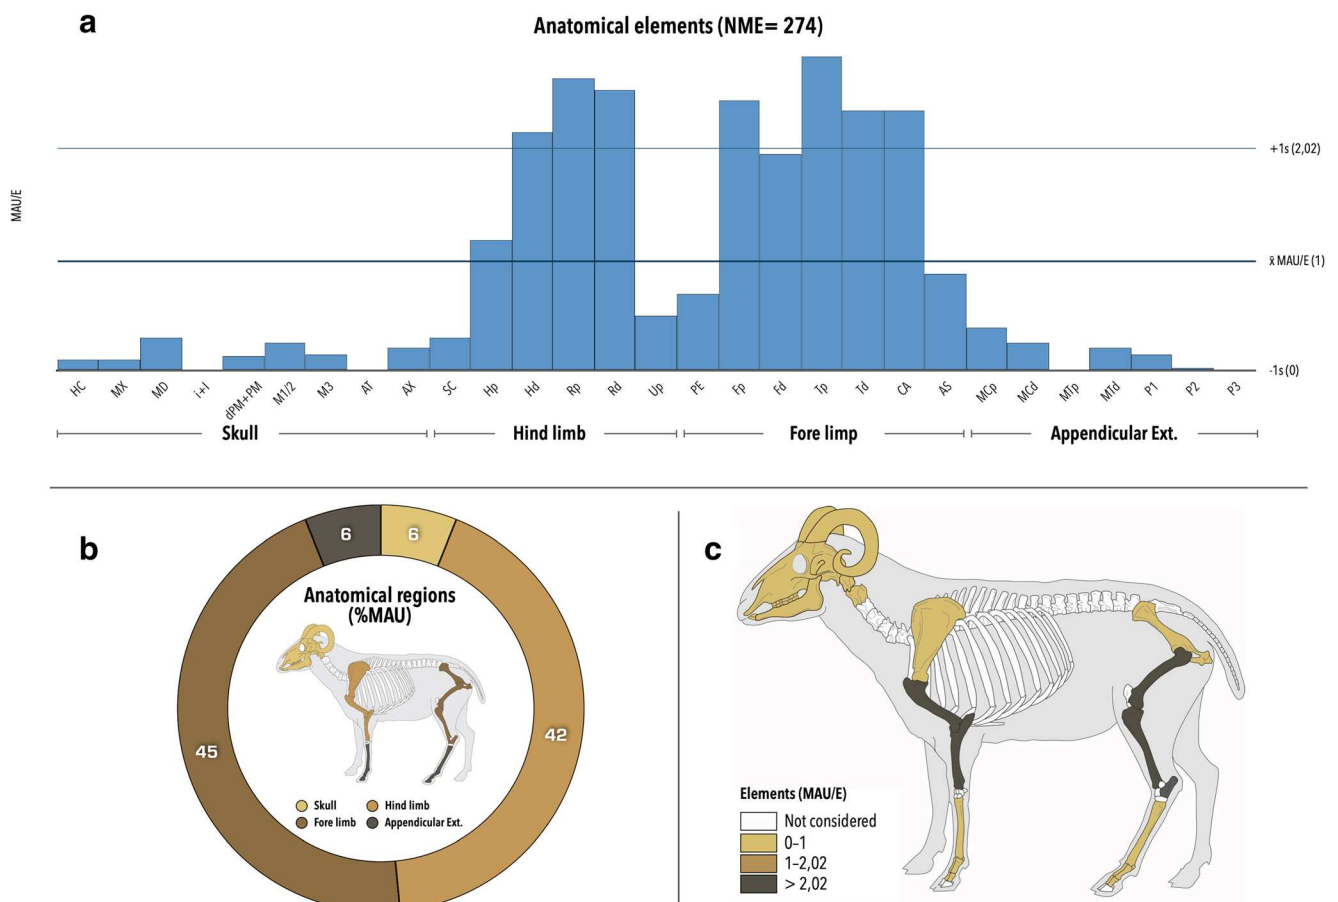 a
Anatomical elements (NME= 274)
MAU/E
+1s (2,02)
x̄ MAU/E (1)
-1s (0)
HC MX MD i+I dPM+PM M1/2 M3 AT AX SC Hp Hd Rp Rd Up PE Fp Fd Tp Td CA AS MCp MCd MTp MTd P1 P2 P3
Skull Hind limb Fore limp Appendicular Ext.
b
6 6
Anatomical regions
(%MAU)
45 42
Skull Hind limb
Fore limb Appendicular Ext.
c
Elements (MAU/E)
Not considered
0–1
1–2,02
> 2,02